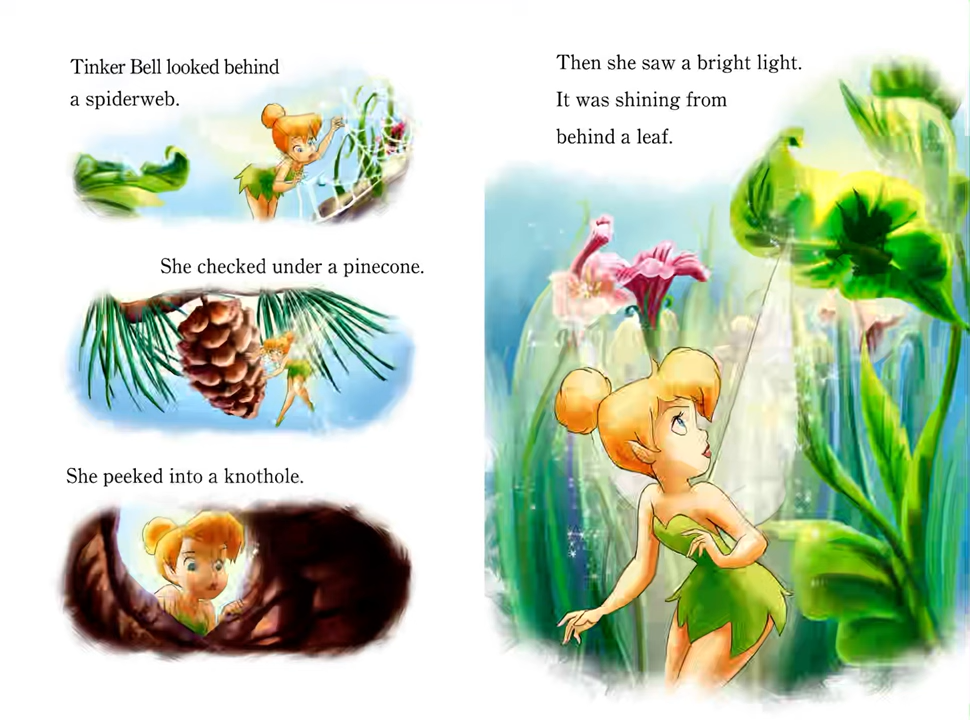 Tinker Bell looked behind
a spiderweb.
She checked under a pinecone.
She peeked into a knothole.
Then she saw a bright light.
It was shining from
behind a leaf.